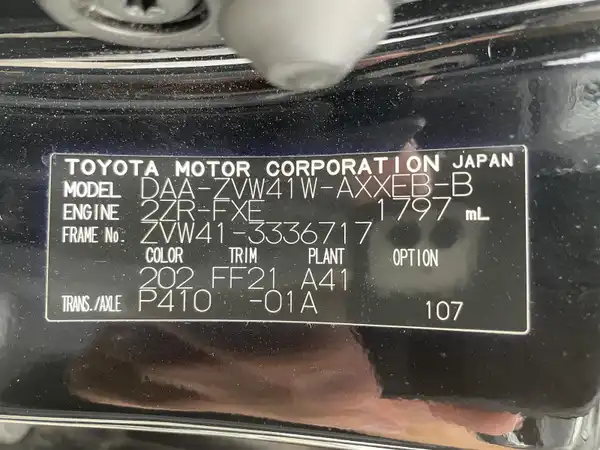 TOYOTA MOTOR CORPORATION JAPAN
MODEL DAA-ZVW41W-AXXEB-B
ENGINE 2ZR-FXE 1797 mL
FRAME No. ZVW41-3336717
COLOR TRIM PLANT OPTION
202 FF21 A41
TRANS./AXLE P410 -01A 107